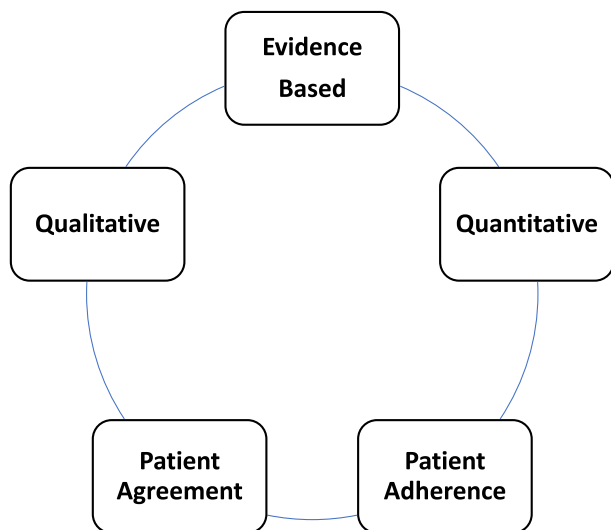 Evidence
Based
Qualitative
Quantitative
Patient
Agreement
Patient
Adherence